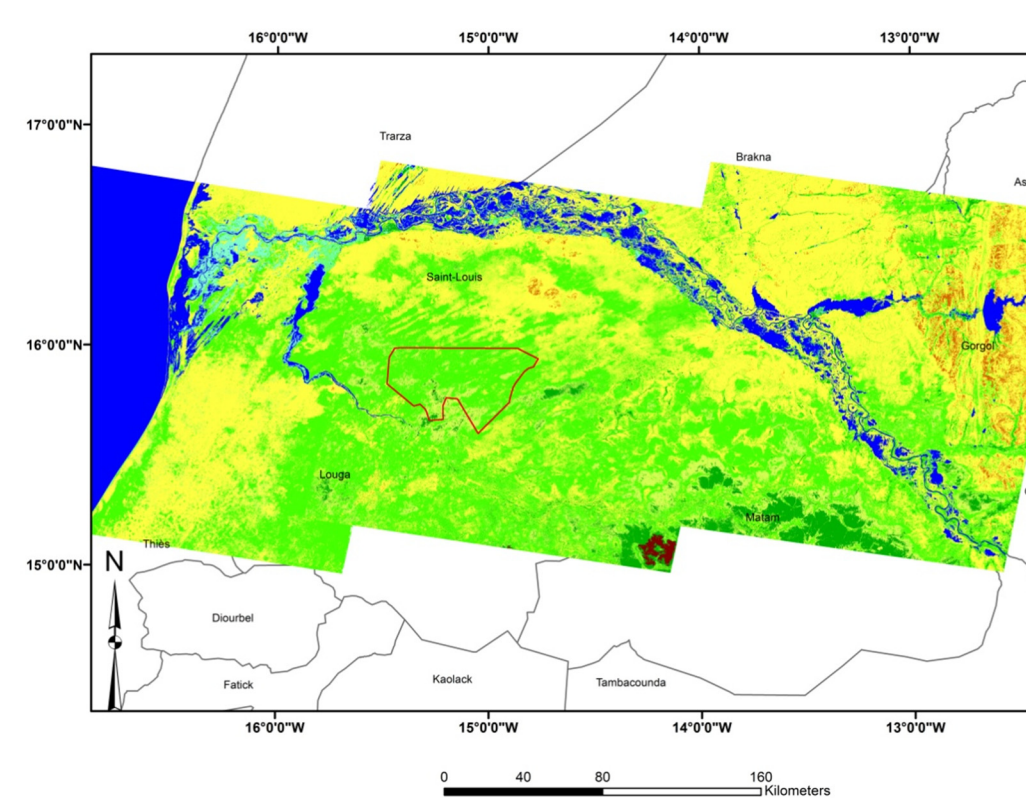 16°0'0"W 15°0'0"W 14°0'0"W 13°0'0"W
17°0'0"N
Trarza
Brakna
As
Saint-Louis
16°0'0"N
Gorgol
Louga
Matam
Thiès
15°0'0"N
N
Diourbel
Fatick
Kaolack
Tambacounda
16°0'0"W 15°0'0"W 14°0'0"W 13°0'0"W
0 40 80 160
Kilometers